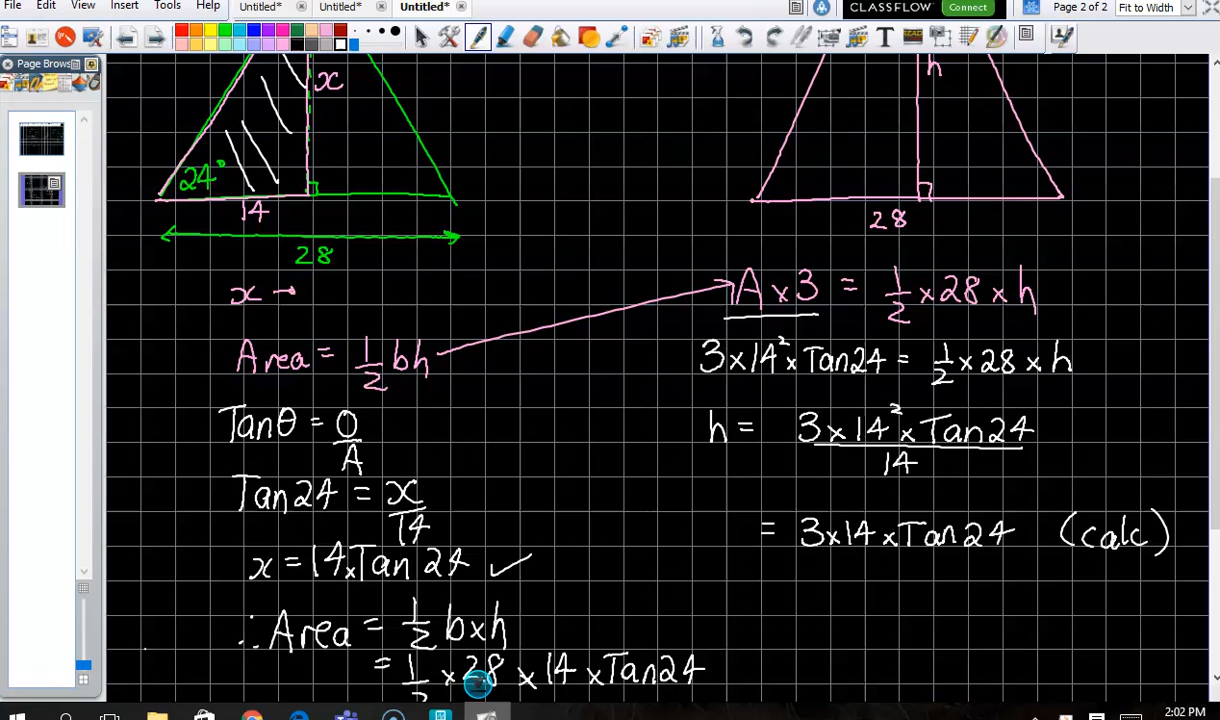 File Edit View Insert Tools Help Untitled* Untitled* Untitled* CLASSFLOW Connect Page 2 of 2 Fit to Width
Page Brows
x
24°
14
28
x →
Area = 1/2 bh
Tanθ = O/A
Tan24 = x/14
x = 14×Tan24 ✓
∴ Area = 1/2 b×h
= 1/2 × 28 × 14 × Tan24
h
28
A × 3 = 1/2 × 28 × h
3×14²×Tan24 = 1/2 × 28 × h
h = 3×14²×Tan24 / 14
= 3×14×Tan24 (calc)
2:02 PM